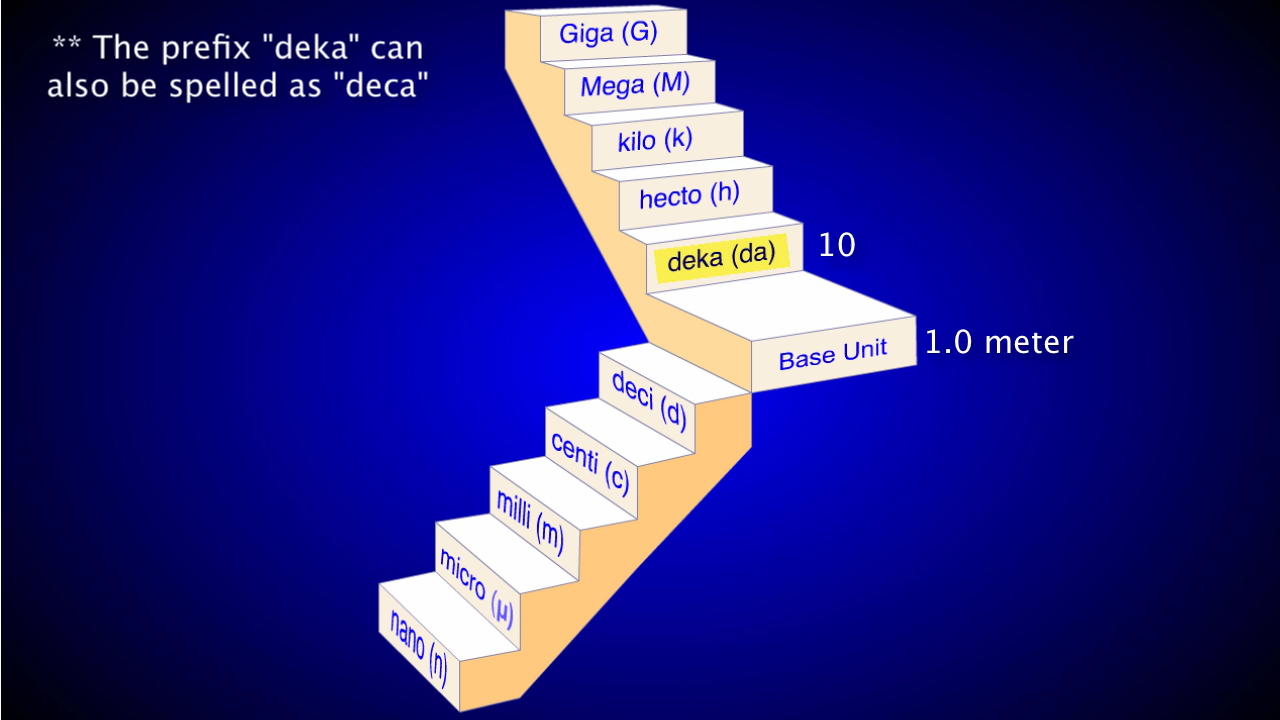 ** The prefix "deka" can
also be spelled as "deca"
Giga (G)
Mega (M)
kilo (k)
hecto (h)
deka (da) 10
Base Unit 1.0 meter
deci (d)
centi (c)
milli (m)
micro (µ)
nano (n)